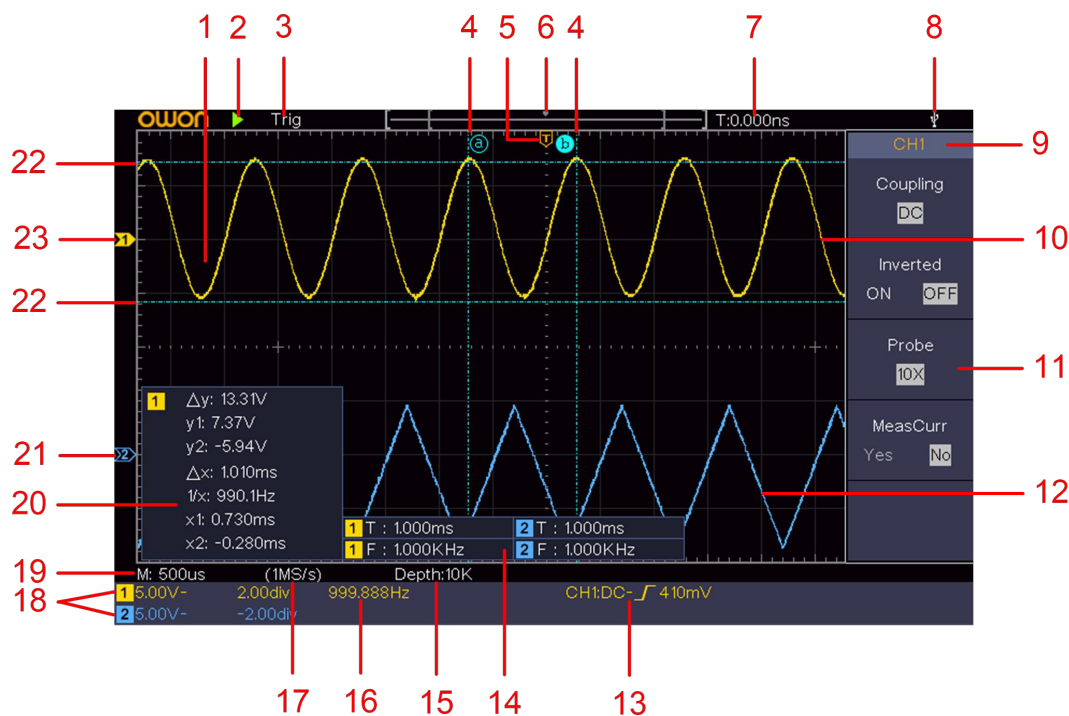 1 2 3 4 5 6 4 7 8
owon Trig T:0.000ns
T
a b
CH1 9
22
Coupling
DC
23 1 10
Inverted
ON OFF
22
Probe
10X 11
MeasCurr
Yes No
1 Δy: 13.31V
y1: 7.37V
y2: -5.94V
21 2
Δx: 1.010ms
20 1/x: 990.1Hz
x1: 0.730ms
x2: -0.280ms
12
1 T : 1.000ms 2 T : 1.000ms
1 F : 1.000KHz 2 F : 1.000KHz
19 M: 500us (1MS/s) Depth:10K
18 1 5.00V- 2.00div 999.888Hz CH1:DC- 410mV
2 5.00V- -2.00div
17 16 15 14 13